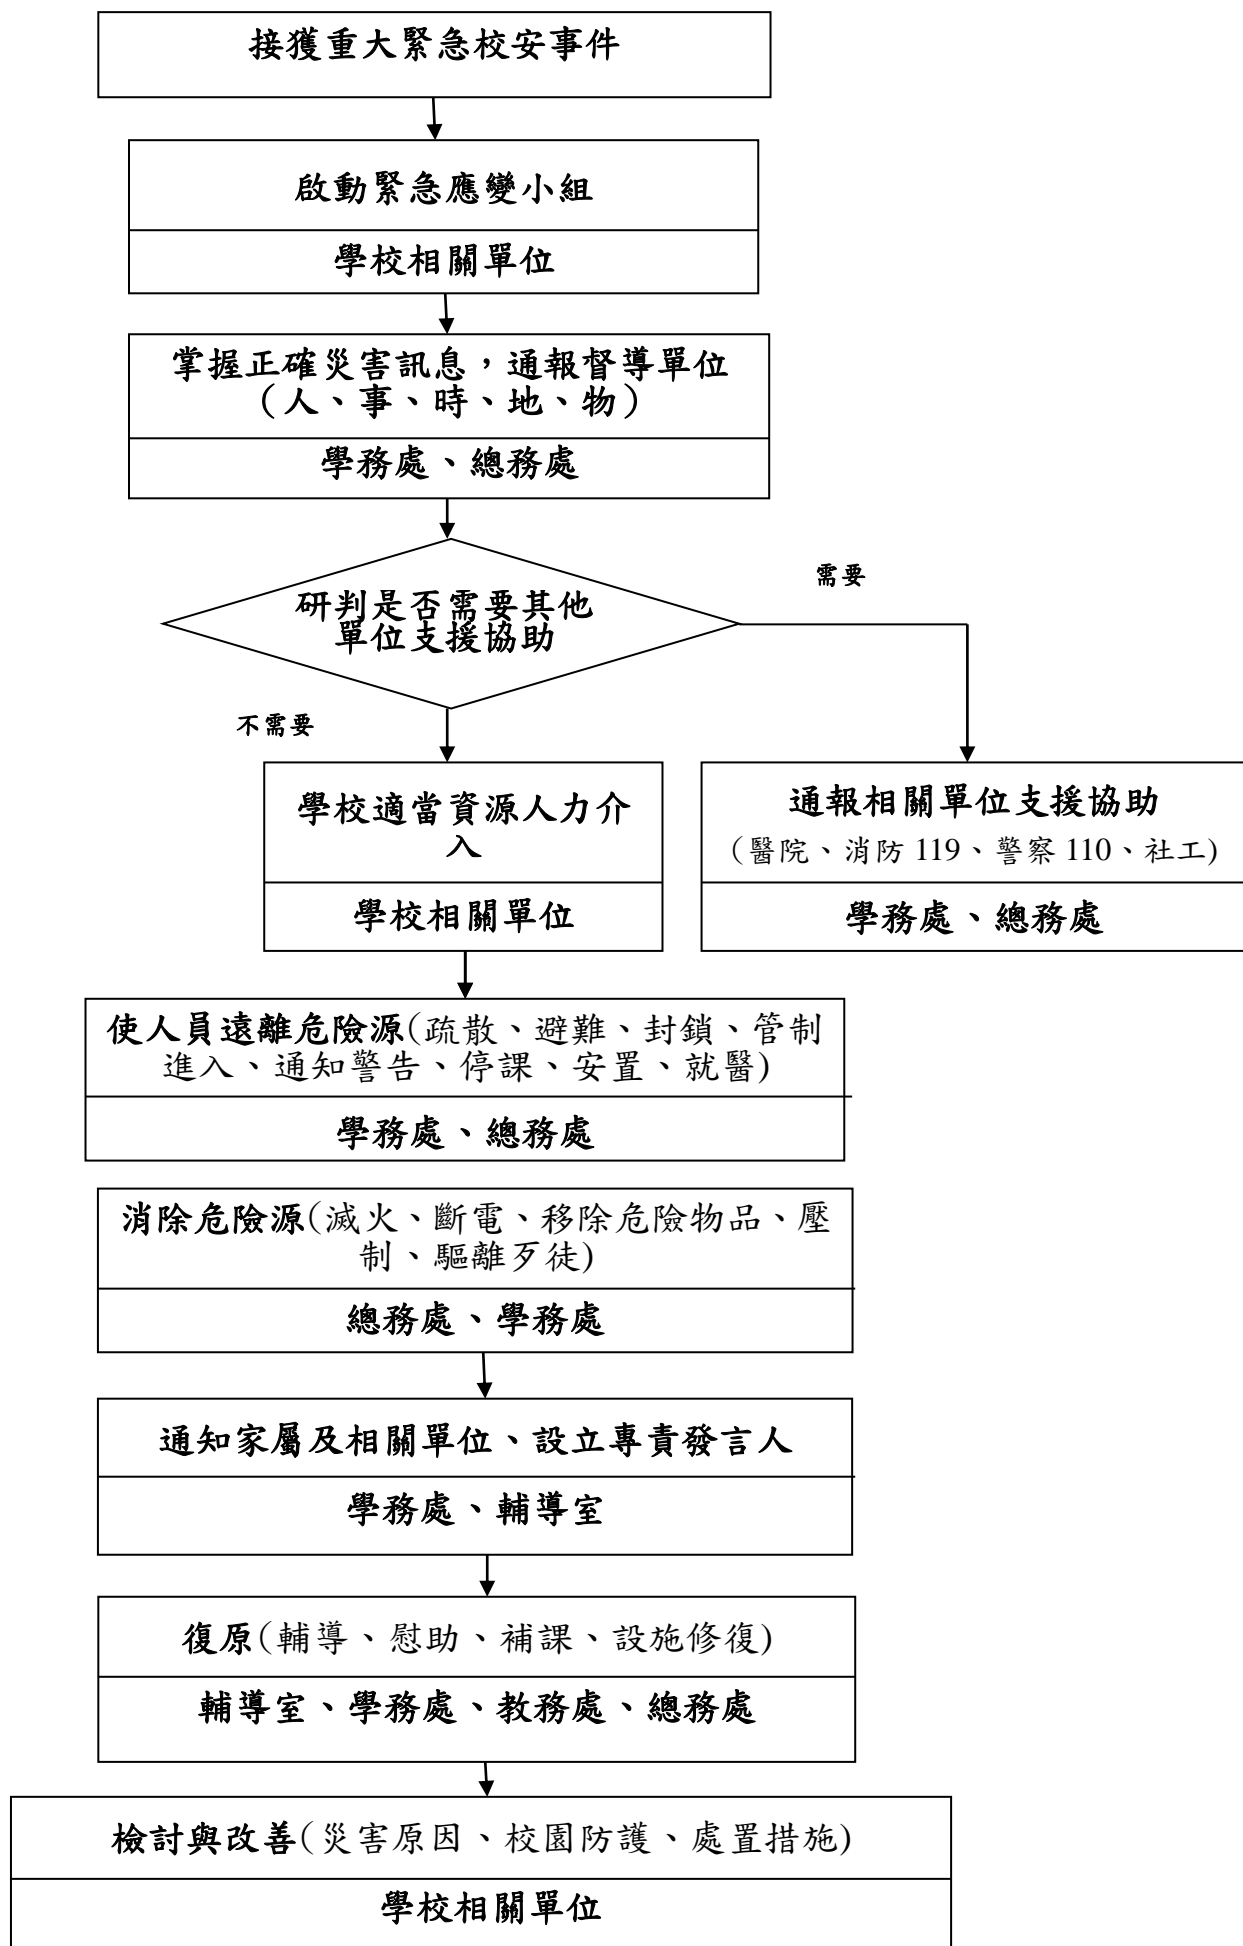 接獲重大緊急校安事件
啟動緊急應變小組
學校相關單位
掌握正確災害訊息，通報督導單位
（人、事、時、地、物）
學務處、總務處
研判是否需要其他
單位支援協助
需要
不需要
學校適當資源人力介
入
學校相關單位
通報相關單位支援協助
（醫院、消防 119、警察 110、社工)
學務處、總務處
使人員遠離危險源(疏散、避難、封鎖、管制
進入、通知警告、停課、安置、就醫)
學務處、總務處
消除危險源(滅火、斷電、移除危險物品、壓
制、驅離歹徒)
總務處、學務處
通知家屬及相關單位、設立專責發言人
學務處、輔導室
復原(輔導、慰助、補課、設施修復)
輔導室、學務處、教務處、總務處
檢討與改善(災害原因、校園防護、處置措施)
學校相關單位